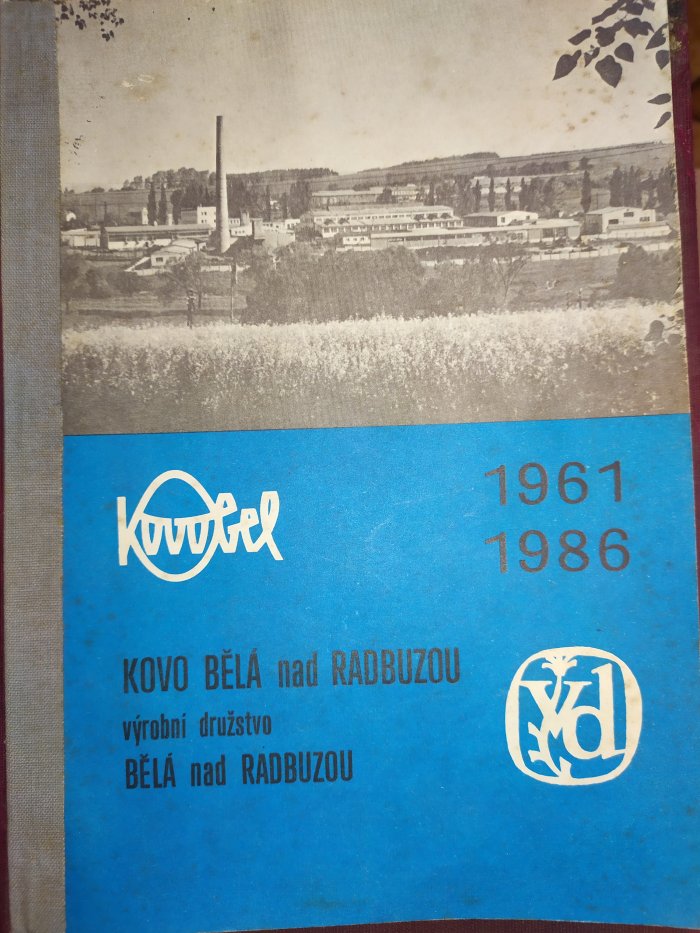 Kovobel
1961
1986
KOVO BĚLÁ nad RADBUZOU
výrobní družstvo
BĚLÁ nad RADBUZOU
Vd